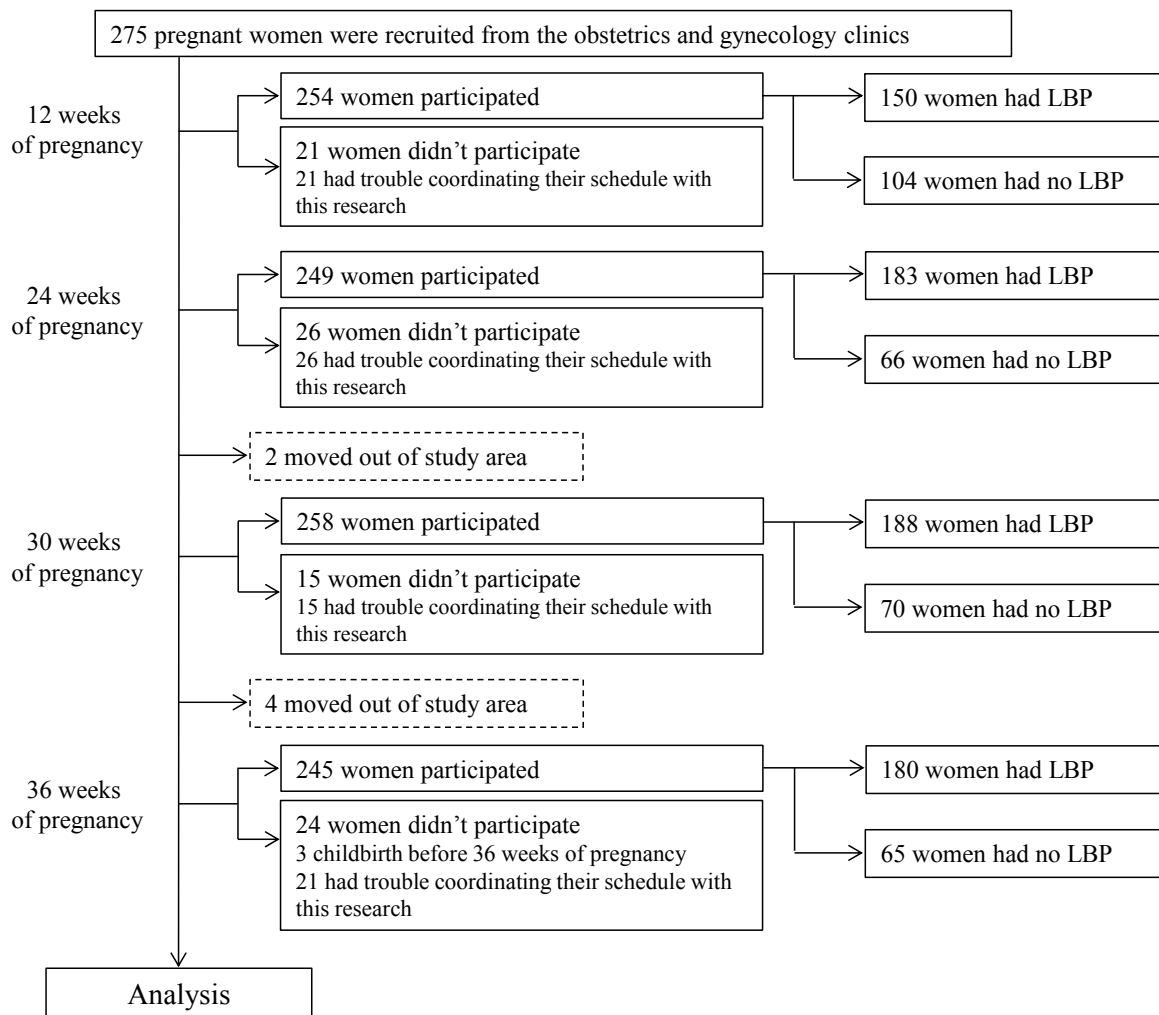 275 pregnant women were recruited from the obstetrics and gynecology clinics
12 weeks
of pregnancy
254 women participated
150 women had LBP
21 women didn't participate
21 had trouble coordinating their schedule with
this research
104 women had no LBP
24 weeks
of pregnancy
249 women participated
183 women had LBP
26 women didn't participate
26 had trouble coordinating their schedule with
this research
66 women had no LBP
2 moved out of study area
30 weeks
of pregnancy
258 women participated
188 women had LBP
15 women didn't participate
15 had trouble coordinating their schedule with
this research
70 women had no LBP
4 moved out of study area
36 weeks
of pregnancy
245 women participated
180 women had LBP
24 women didn't participate
3 childbirth before 36 weeks of pregnancy
21 had trouble coordinating their schedule with
this research
65 women had no LBP
Analysis